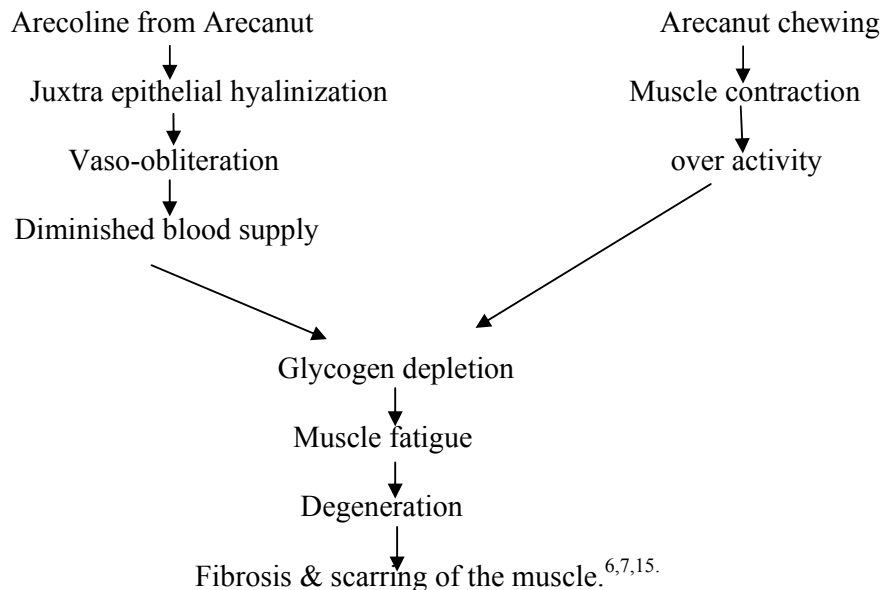 Arecoline from Arecanut
Arecanut chewing
Juxtra epithelial hyalinization
Muscle contraction
Vaso-obliteration
over activity
Diminished blood supply
Glycogen depletion
Muscle fatigue
Degeneration
Fibrosis & scarring of the muscle.6,7,15.